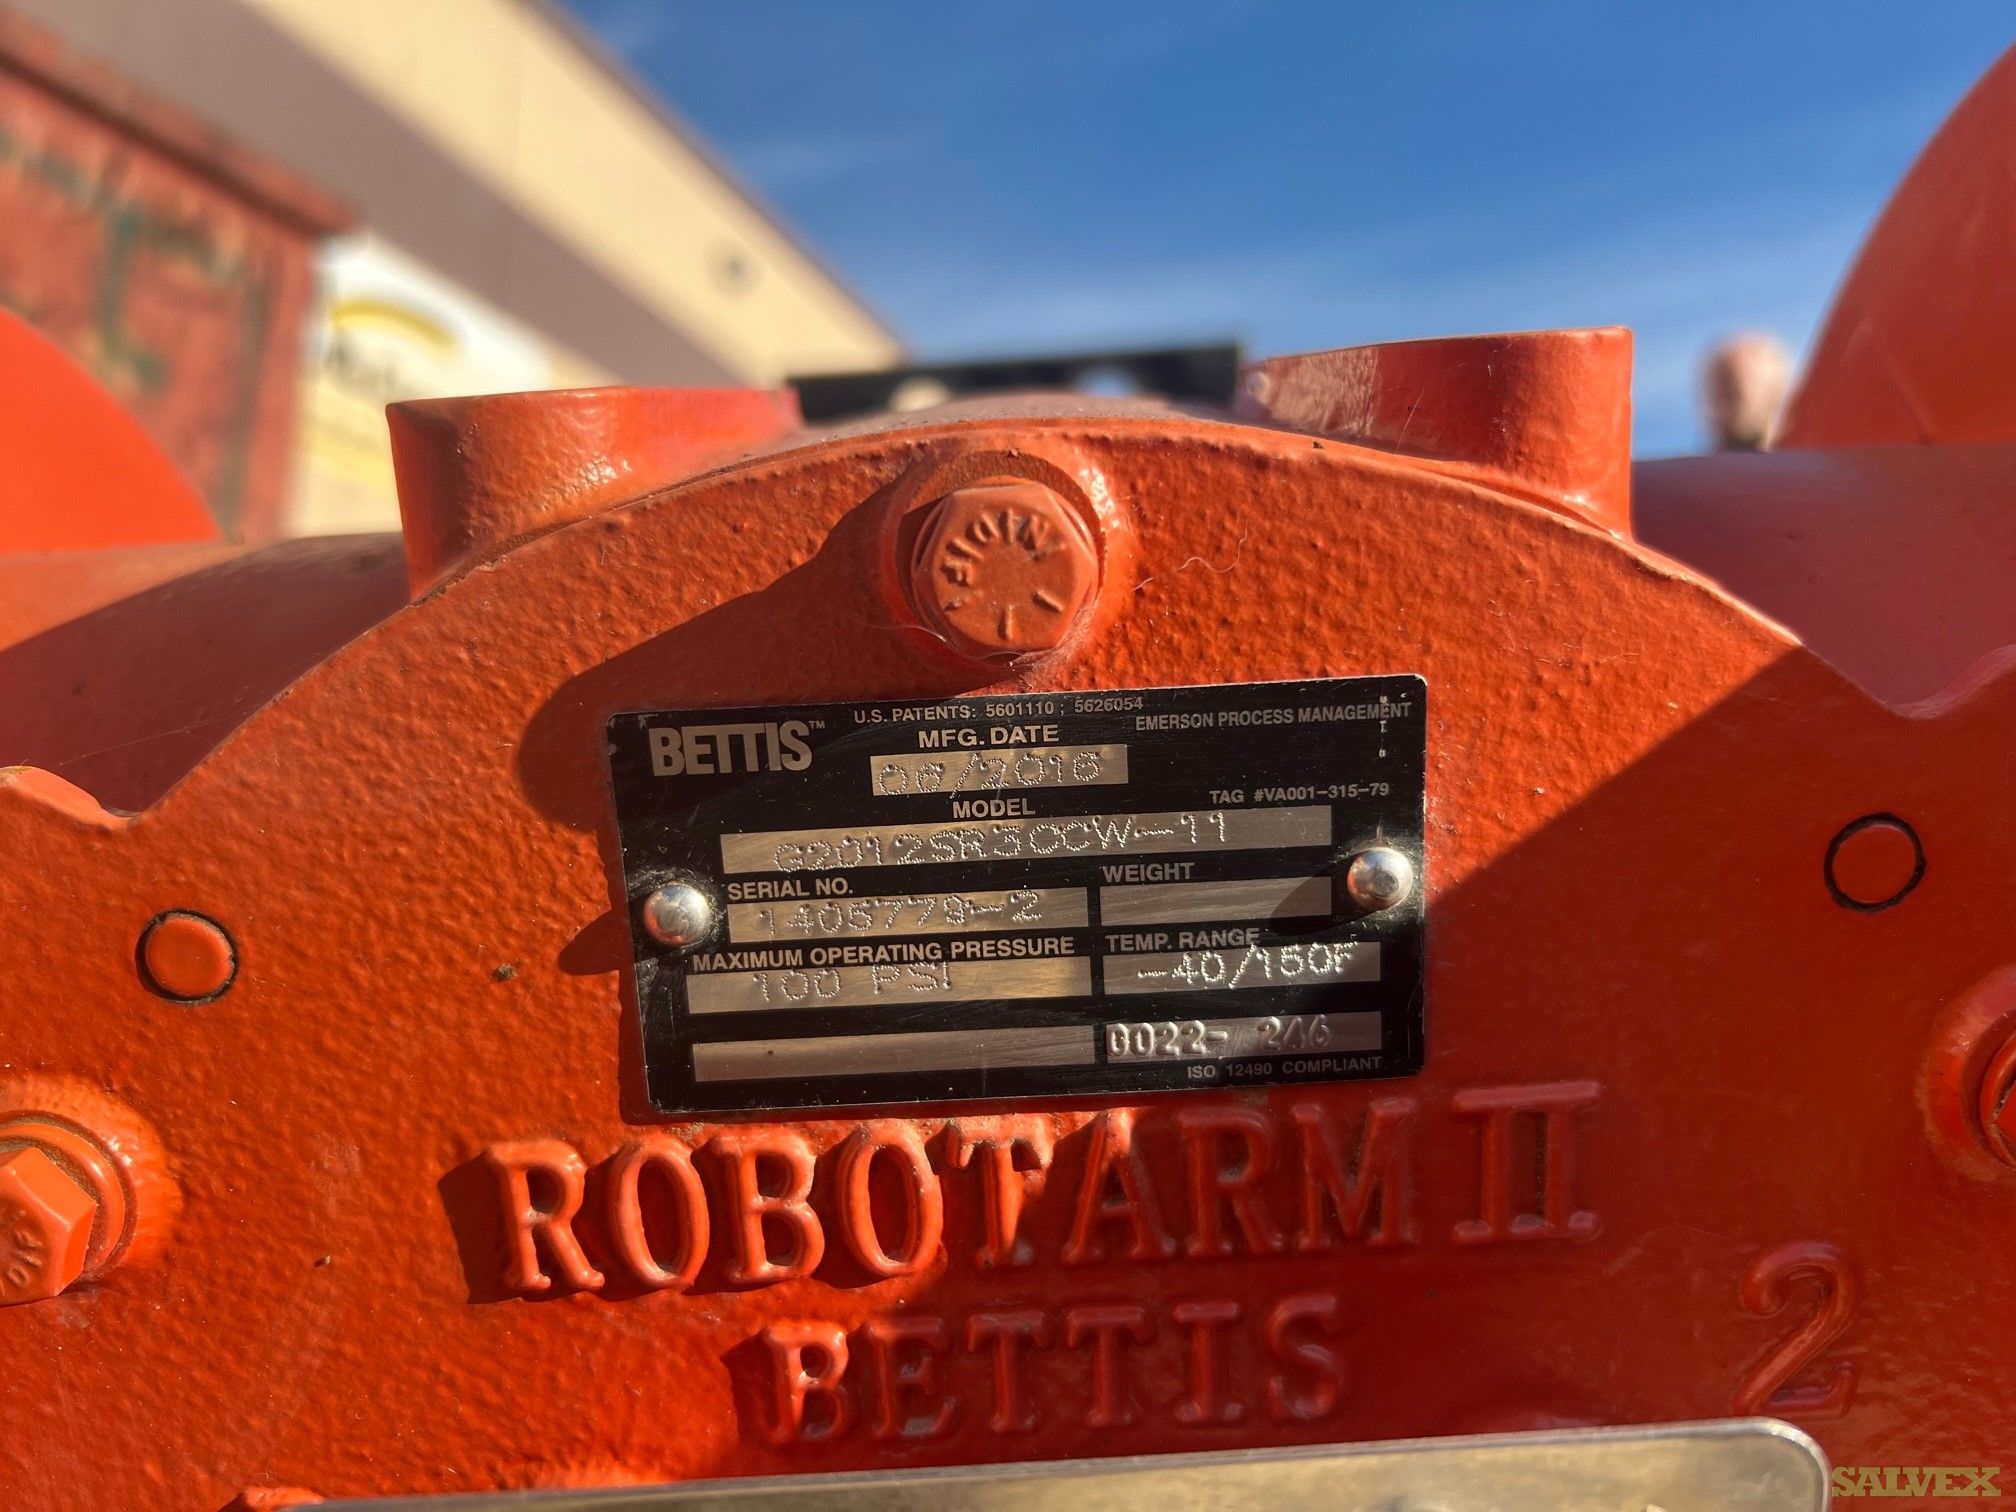 INFAD
BETTIS™
U.S. PATENTS: 5601110 ; 5626054
EMERSON PROCESS MANAGEMENT
MFG. DATE
06/2016
TAG #VA001-315-79
MODEL
G2012SR3CCW-11
SERIAL NO.
1405779-2
WEIGHT
MAXIMUM OPERATING PRESSURE
100 PSI
TEMP. RANGE
-40/150F
ISO 12490 COMPLIANT
ROBOTARM II
BETTIS
2
SALVEX